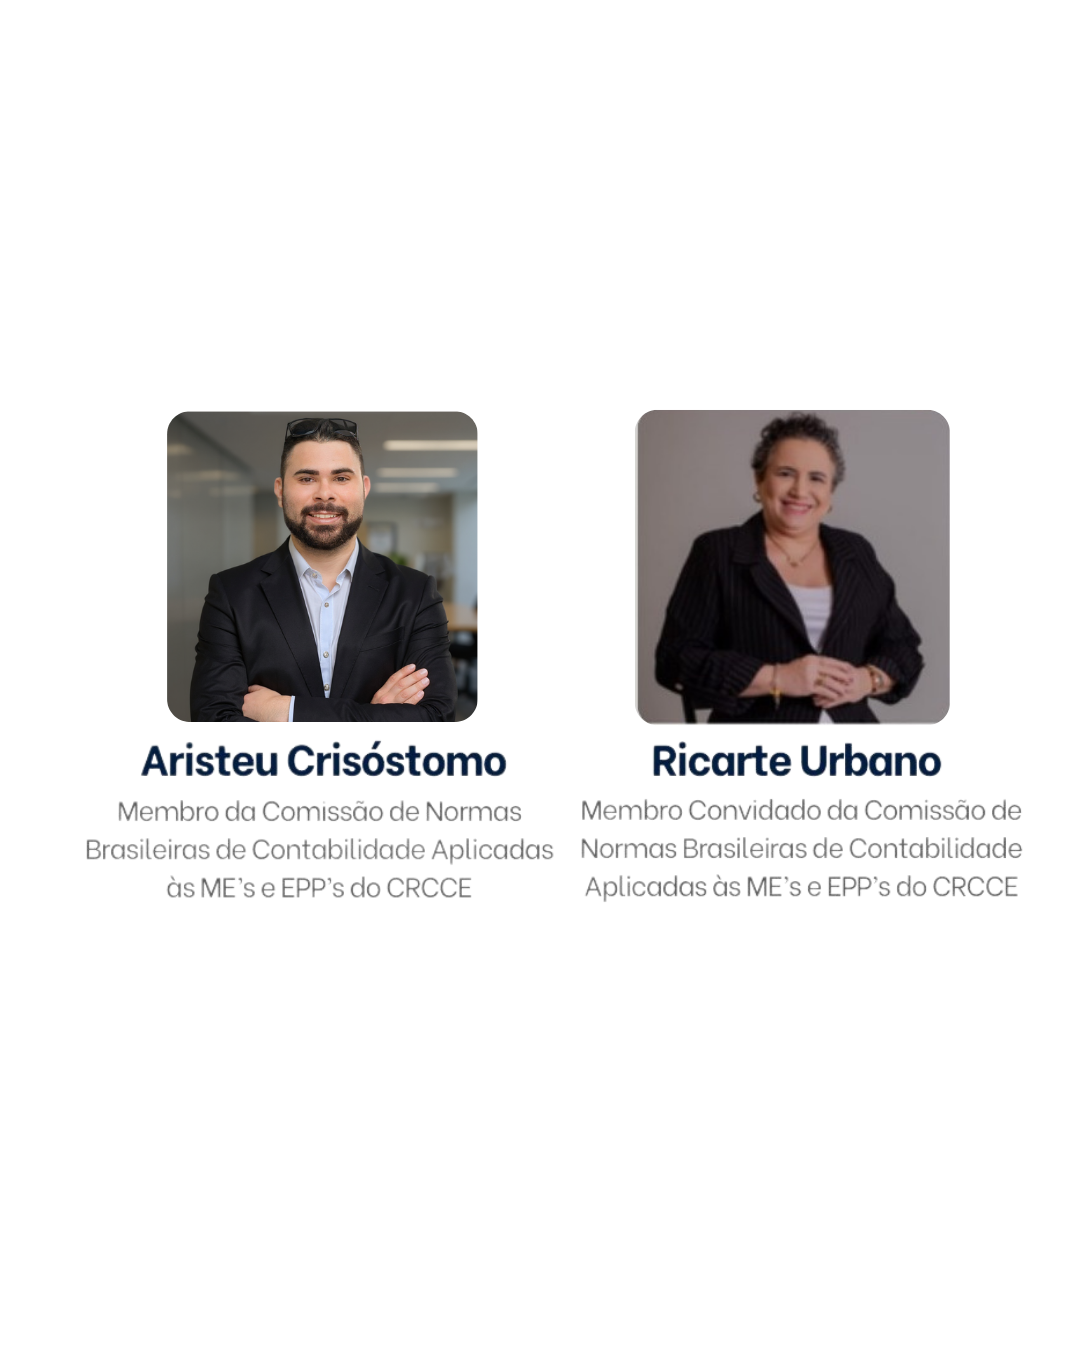 Aristeu Crisóstomo
Membro da Comissão de Normas
Brasileiras de Contabilidade Aplicadas
às ME's e EPP's do CRCCE
Ricarte Urbano
Membro Convidado da Comissão de
Normas Brasileiras de Contabilidade
Aplicadas às ME's e EPP's do CRCCE